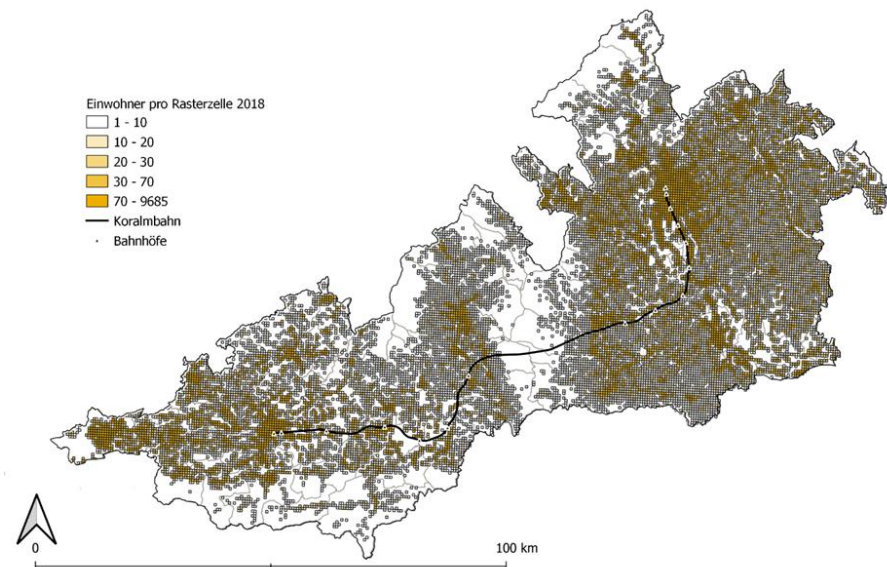 Einwohner pro Rasterzelle 2018
1 - 10
10 - 20
20 - 30
30 - 70
70 - 9685
Koralmbahn
Bahnhöfe
0
100 km